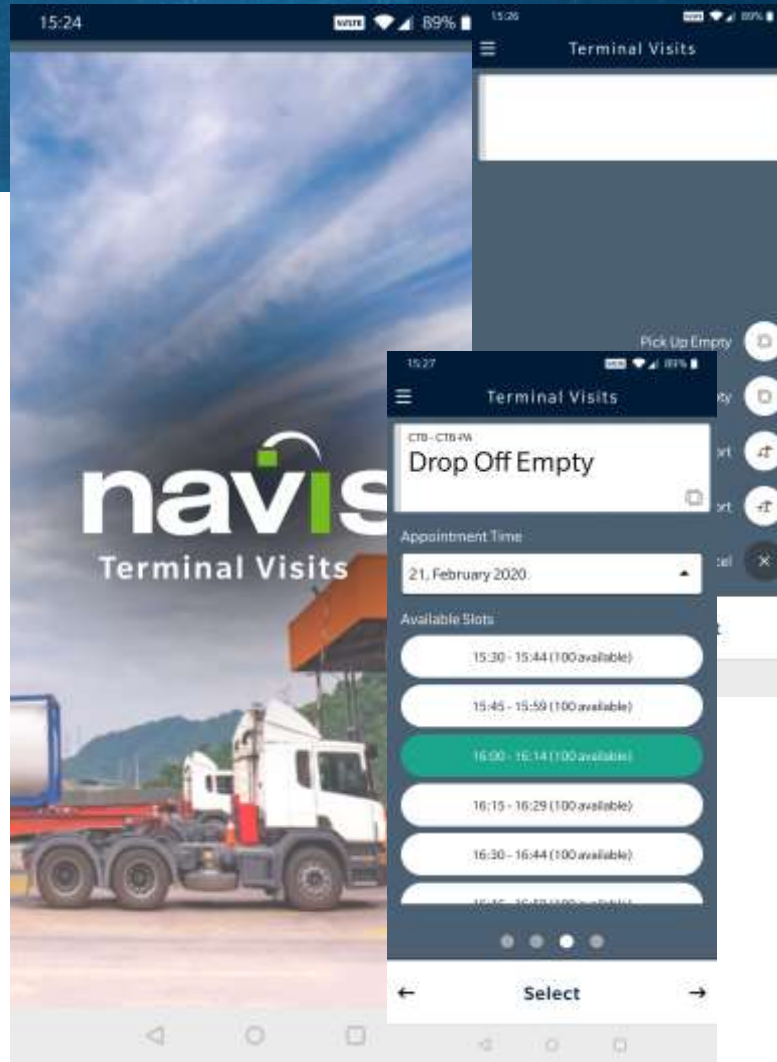 15:24
VoLTE 89%
navis
Terminal Visits
15:26
89%
Terminal Visits
Pick Up Empty
15:27
89%
Terminal Visits
CTB - CTB-PA
Drop Off Empty
Appointment Time
21, February 2020
Available Slots
15:30 - 15:44 (100 available)
15:45 - 15:59 (100 available)
16:00 - 16:14 (100 available)
16:15 - 16:29 (100 available)
16:30 - 16:44 (100 available)
Select